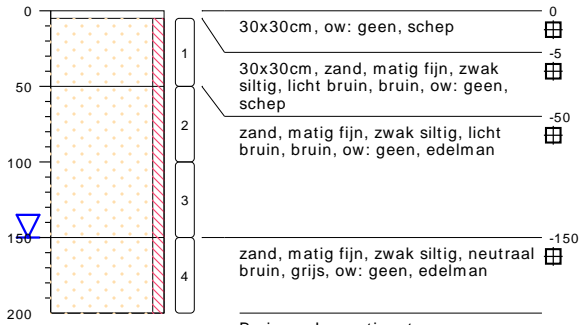 0
50
100
150
200
1
2
3
4
0
30x30cm, ow: geen, schep
-5
30x30cm, zand, matig fijn, zwak
siltig, licht bruin, bruin, ow: geen,
schep
-50
zand, matig fijn, zwak siltig, licht
bruin, bruin, ow: geen, edelman
-150
zand, matig fijn, zwak siltig, neutraal
bruin, grijs, ow: geen, edelman